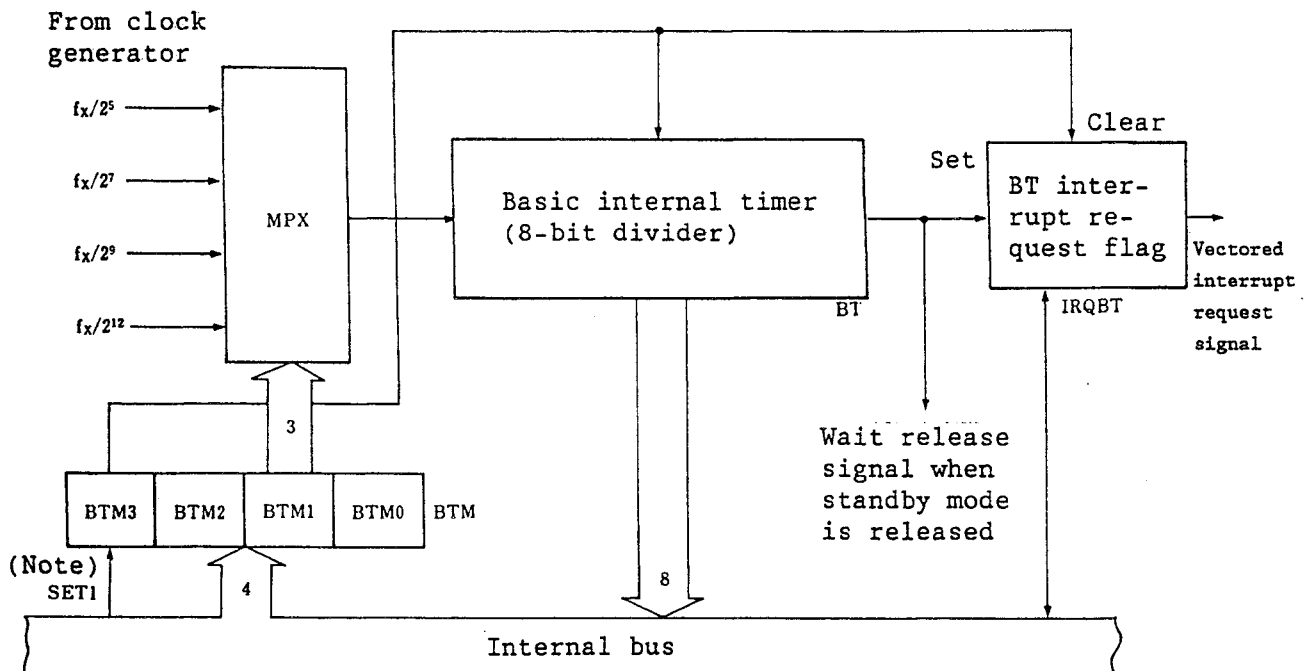 From clock
generator
fx/2⁵
fx/2⁷
fx/2⁹
fx/2¹²
MPX
Basic internal timer
(8-bit divider)
BT
Set
Clear
BT inter-
rupt re-
quest flag
IRQBT
Vectored
interrupt
request
signal
3
BTM3 BTM2 BTM1 BTM0 BTM
Wait release
signal when
standby mode
is released
(Note)
SET1
4
8
Internal bus